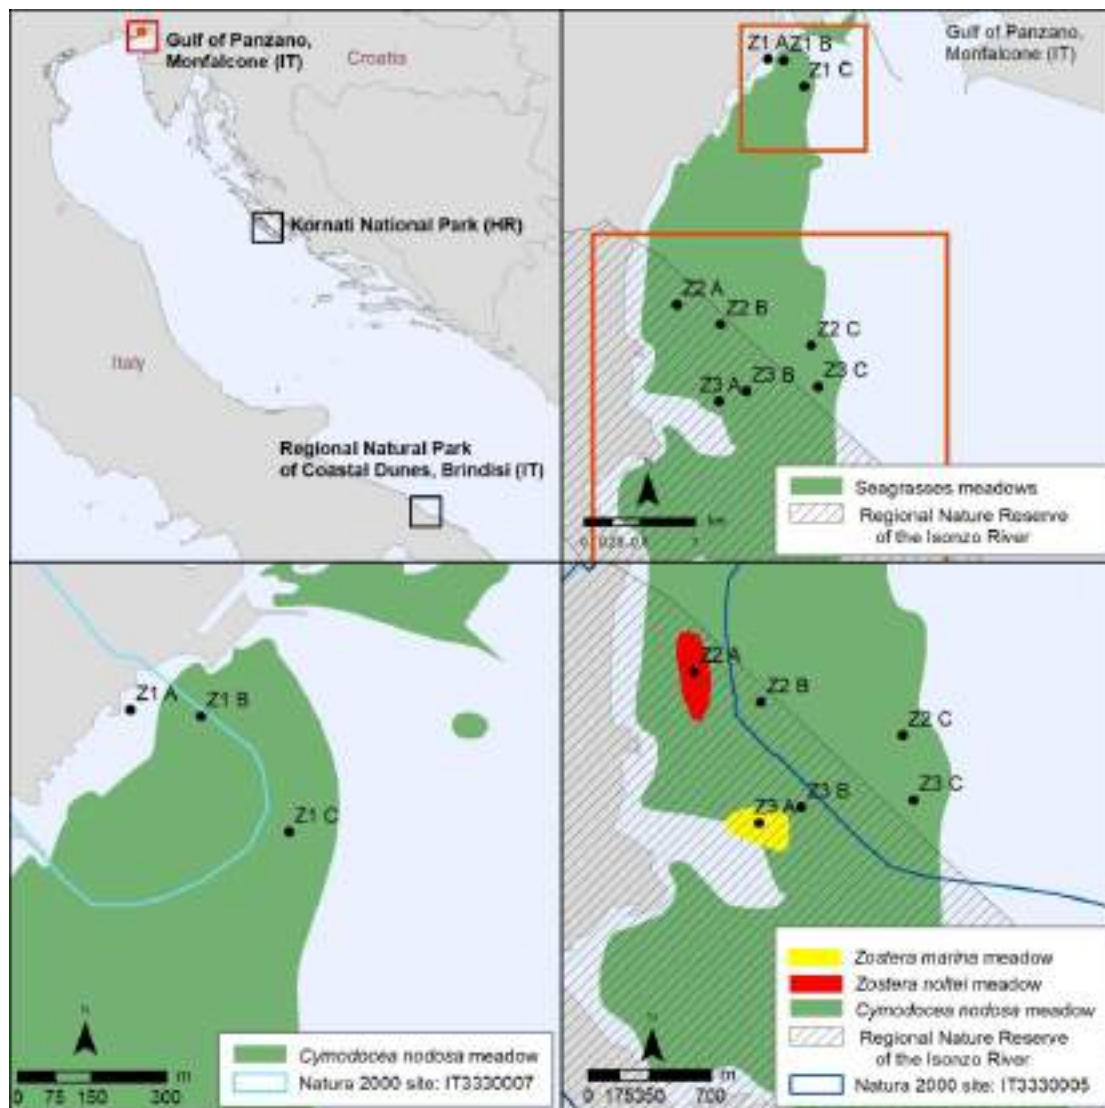 Gulf of Panzano,
Monfalcone (IT)
Croatia
Kornati National Park (HR)
Italy
Regional Natural Park
of Coastal Dunes, Brindisi (IT)
Gulf of Panzano,
Monfalcone (IT)
Z1 A
Z1 B
Z1 C
Z2 A
Z2 B
Z2 C
Z3 C
Z3 B
Z3 A
N
km
Seagrasses meadows
Regional Nature Reserve
of the Isonzo River
Z1 A
Z1 B
Z1 C
N
m
0 75 150 300
Cymodocea nodosa meadow
Natura 2000 site: IT3330007
Z2 A
Z2 B
Z2 C
Z3 B
Z3 C
Z3 A
N
m
0 175350 700
Zostera marina meadow
Zostera noltei meadow
Cymodocea nodosa meadow
Regional Nature Reserve
of the Isonzo River
Natura 2000 site: IT3330005